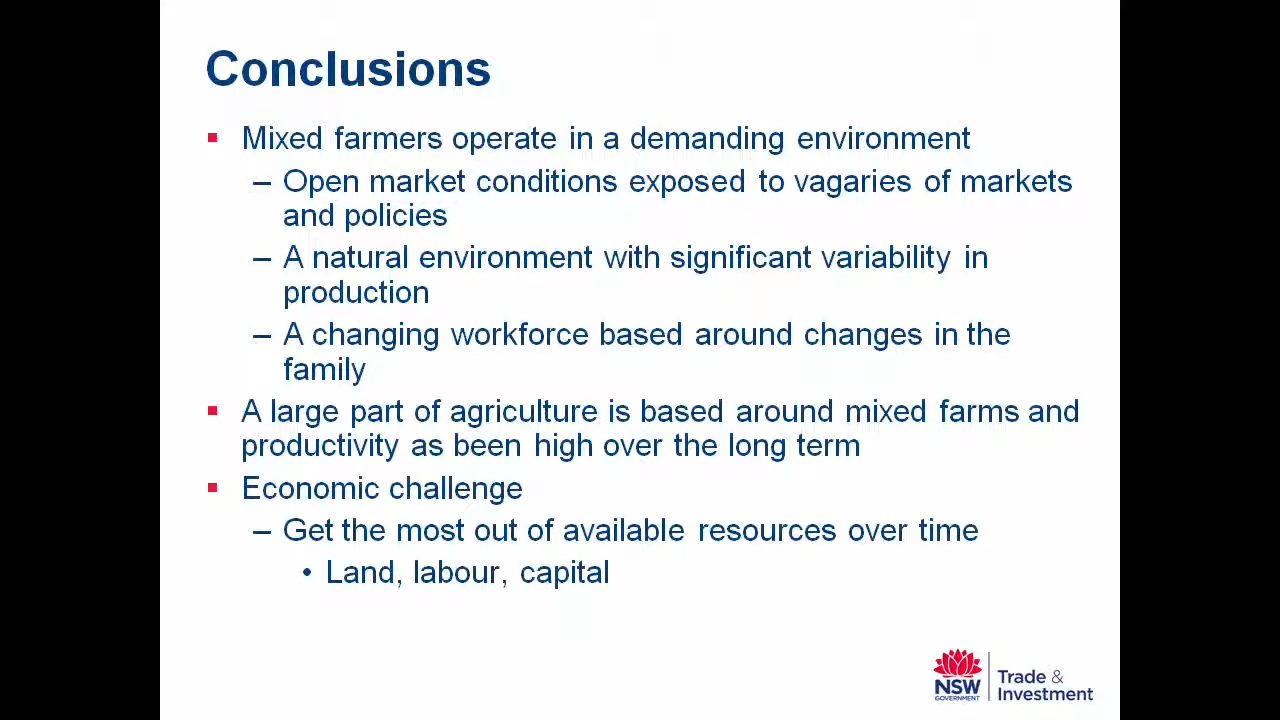 Conclusions
▪ Mixed farmers operate in a demanding environment
– Open market conditions exposed to vagaries of markets
and policies
– A natural environment with significant variability in
production
– A changing workforce based around changes in the
family
▪ A large part of agriculture is based around mixed farms and
productivity as been high over the long term
▪ Economic challenge
– Get the most out of available resources over time
• Land, labour, capital
NSW
GOVERNMENT
Trade &
Investment